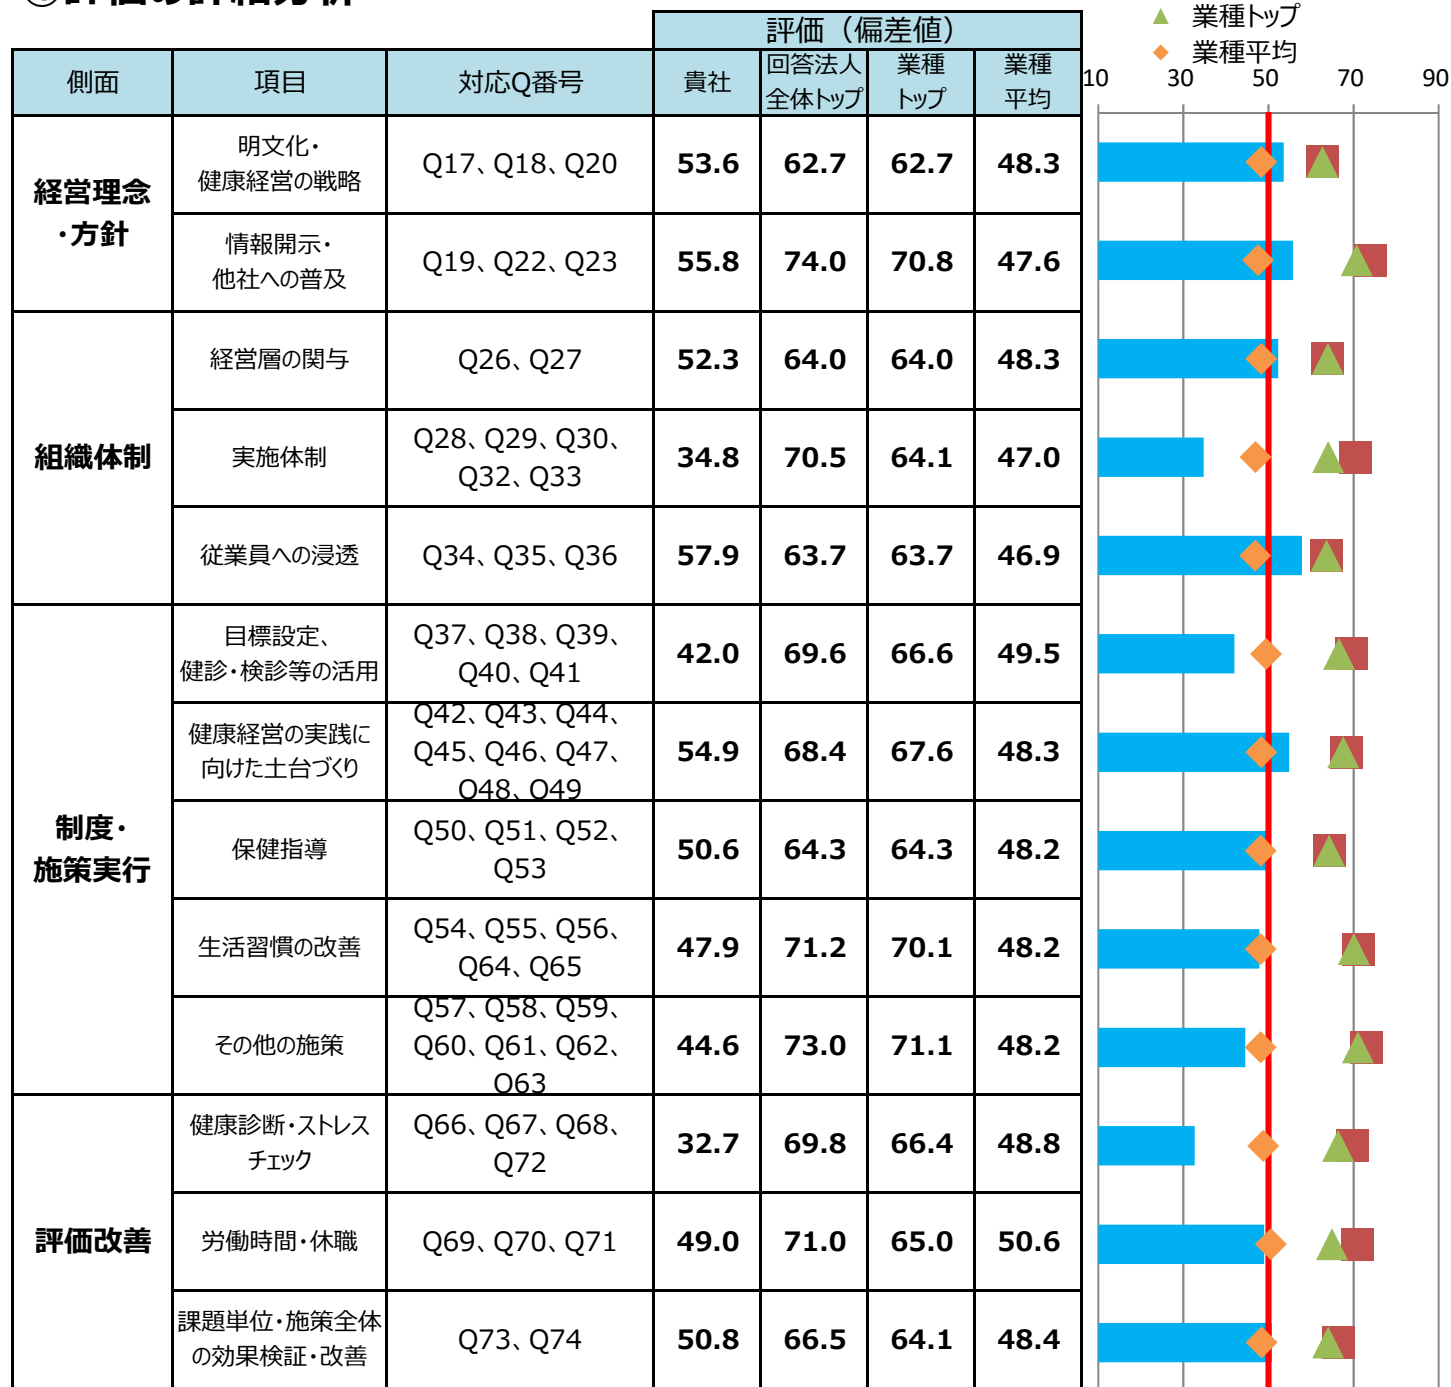 評価（偏差値）
▲ 業種トップ
◆ 業種平均
側面 項目 対応Q番号 貴社 回答法人 業種 業種
全体トップ トップ 平均
10 30 50 70 90
経営理念
・方針
明文化・
健康経営の戦略
Q17、Q18、Q20 53.6 62.7 62.7 48.3
情報開示・
他社への普及
Q19、Q22、Q23 55.8 74.0 70.8 47.6
組織体制
経営層の関与 Q26、Q27 52.3 64.0 64.0 48.3
実施体制
Q28、Q29、Q30、
Q32、Q33
34.8 70.5 64.1 47.0
従業員への浸透 Q34、Q35、Q36 57.9 63.7 63.7 46.9
制度・
施策実行
目標設定、
健診・検診等の活用
Q37、Q38、Q39、
Q40、Q41
42.0 69.6 66.6 49.5
健康経営の実践に
向けた土台づくり
Q42、Q43、Q44、
Q45、Q46、Q47、
Q48、Q49
54.9 68.4 67.6 48.3
保健指導
Q50、Q51、Q52、
Q53
50.6 64.3 64.3 48.2
生活習慣の改善
Q54、Q55、Q56、
Q64、Q65
47.9 71.2 70.1 48.2
その他の施策
Q57、Q58、Q59、
Q60、Q61、Q62、
Q63
44.6 73.0 71.1 48.2
評価改善
健康診断・ストレス
チェック
Q66、Q67、Q68、
Q72
32.7 69.8 66.4 48.8
労働時間・休職 Q69、Q70、Q71 49.0 71.0 65.0 50.6
課題単位・施策全体
の効果検証・改善
Q73、Q74 50.8 66.5 64.1 48.4